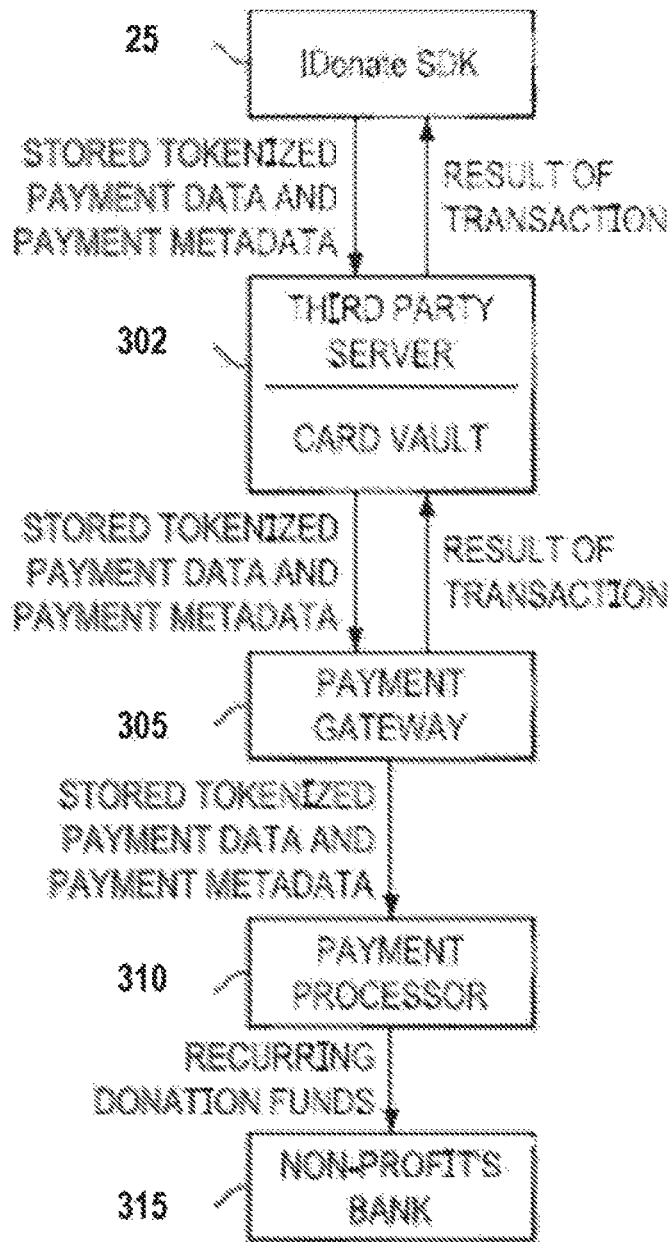 25
IDonate SDK
STORED TOKENIZED
PAYMENT DATA AND
PAYMENT METADATA
RESULT OF
TRANSACTION
302
THIRD PARTY
SERVER
CARD VAULT
STORED TOKENIZED
PAYMENT DATA AND
PAYMENT METADATA
RESULT OF
TRANSACTION
305
PAYMENT
GATEWAY
STORED TOKENIZED
PAYMENT DATA AND
PAYMENT METADATA
310
PAYMENT
PROCESSOR
RECURRING
DONATION FUNDS
315
NON-PROFIT'S
BANK